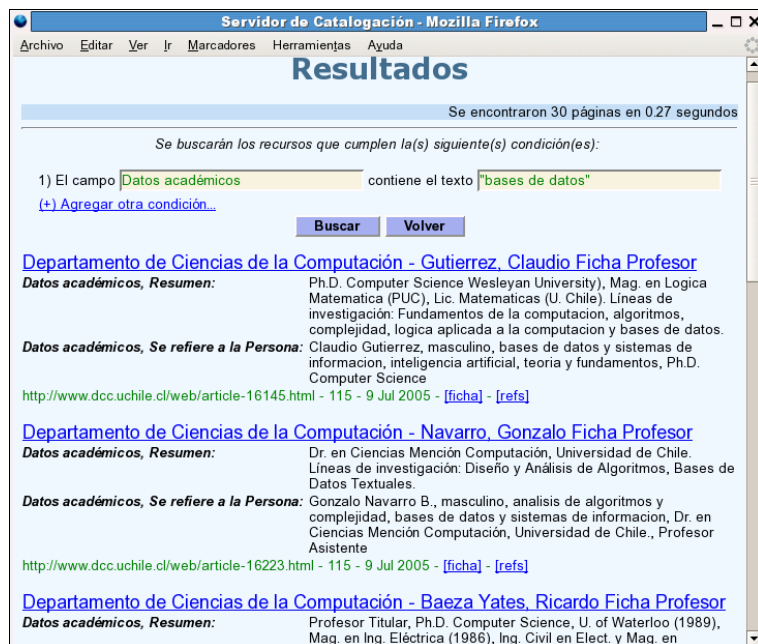 Servidor de Catalogación - Mozilla Firefox
Archivo Editar Ver Ir Marcadores Herramientas Ayuda
Resultados
Se encontraron 30 páginas en 0.27 segundos
Se buscarán los recursos que cumplen la(s) siguiente(s) condición(es):
1) El campo Datos académicos contiene el texto "bases de datos"
(+) Agregar otra condición...
Buscar Volver
Departamento de Ciencias de la Computación - Gutierrez, Claudio Ficha Profesor
Datos académicos, Resumen: Ph.D. Computer Science Wesleyan University), Mag. en Logica
Matematica (PUC), Lic. Matematicas (U. Chile). Líneas de
investigación: Fundamentos de la computacion, algoritmos,
complejidad, logica aplicada a la computacion y bases de datos.
Datos académicos, Se refiere a la Persona: Claudio Gutierrez, masculino, bases de datos y sistemas de
informacion, inteligencia artificial, teoria y fundamentos, Ph.D.
Computer Science
http://www.dcc.uchile.cl/web/article-16145.html - 115 - 9 Jul 2005 - [ficha] - [refs]
Departamento de Ciencias de la Computación - Navarro, Gonzalo Ficha Profesor
Datos académicos, Resumen: Dr. en Ciencias Mención Computación, Universidad de Chile.
Líneas de investigación: Diseño y Análisis de Algoritmos, Bases de
Datos Textuales.
Datos académicos, Se refiere a la Persona: Gonzalo Navarro B., masculino, analisis de algoritmos y
complejidad, bases de datos y sistemas de informacion, Dr. en
Ciencias Mención Computación, Universidad de Chile., Profesor
Asistente
http://www.dcc.uchile.cl/web/article-16223.html - 115 - 9 Jul 2005 - [ficha] - [refs]
Departamento de Ciencias de la Computación - Baeza Yates, Ricardo Ficha Profesor
Datos académicos, Resumen: Profesor Titular, Ph.D. Computer Science, U. of Waterloo (1989),
Mag. en Ing. Eléctrica (1986), Ing. Civil en Elect. y Mag. en